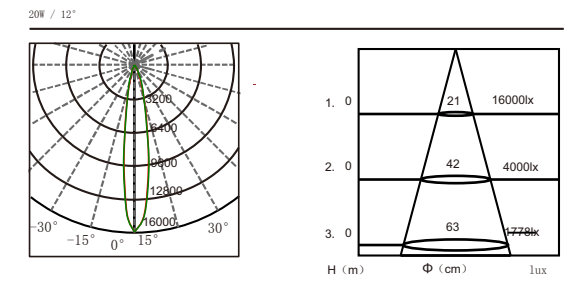 20W / 12°
3200
6400
9600
12800
16000
-30° -15° 0° 15° 30°
1. 0 21 16000lx
2. 0 42 4000lx
3. 0 63 1778lx
H (m) Φ (cm) lux